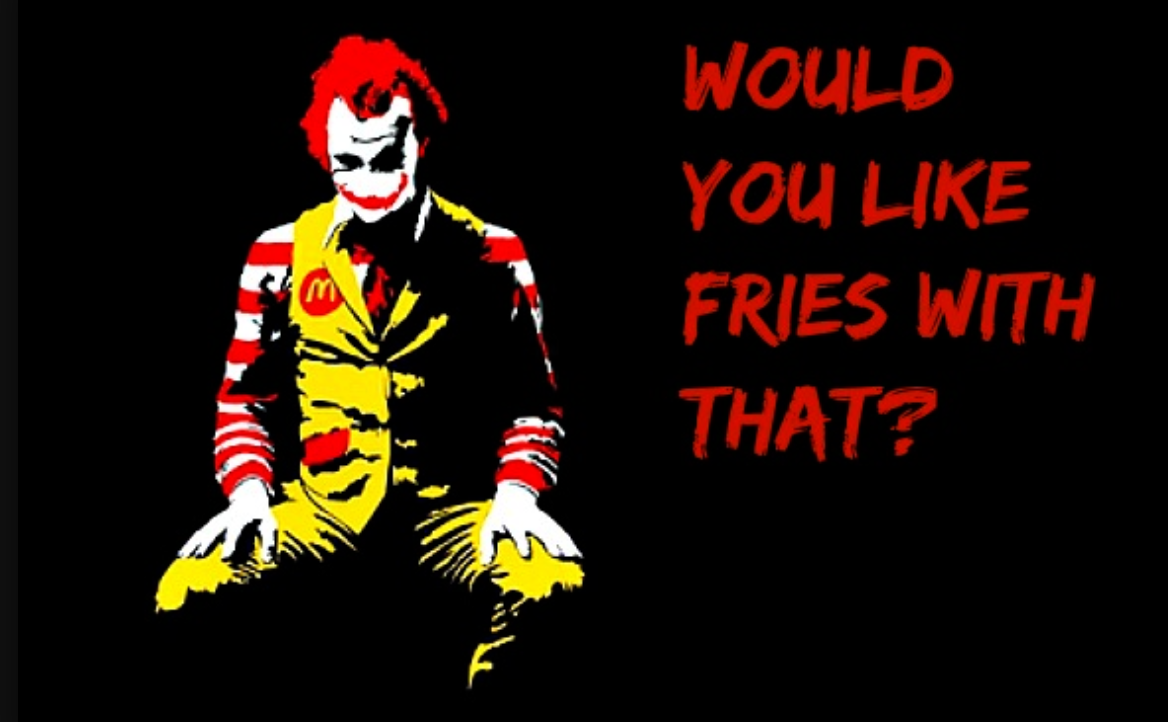 M
WOULD
YOU LIKE
FRIES WITH
THAT?